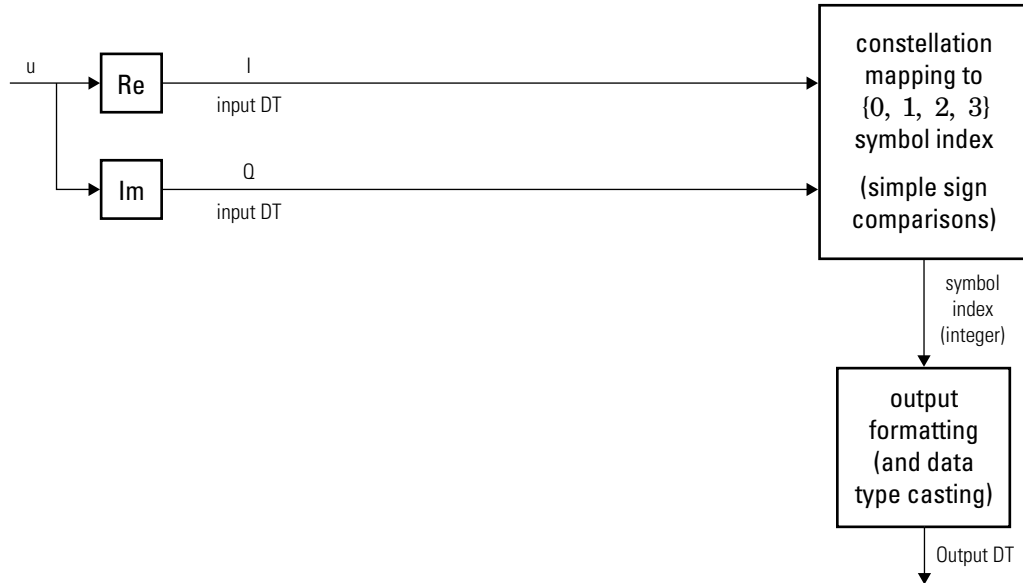 u
Re
I
input DT
Im
Q
input DT
constellation
mapping to
{0, 1, 2, 3}
symbol index
(simple sign
comparisons)
symbol
index
(integer)
output
formatting
(and data
type casting)
Output DT